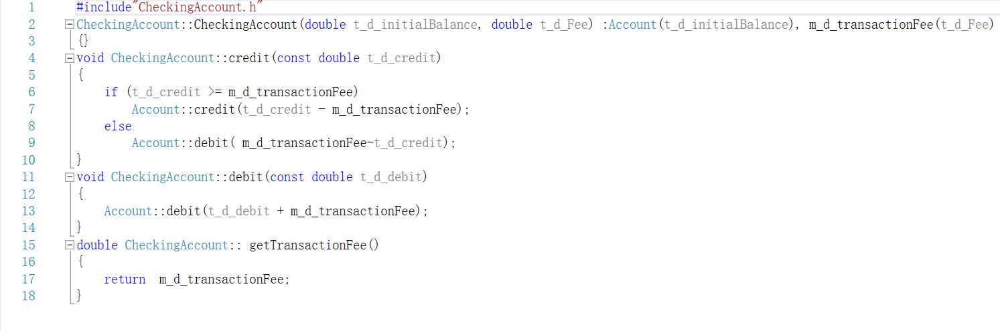 1 #include"CheckingAccount.h"
2 CheckingAccount::CheckingAccount(double t_d_initialBalance, double t_d_Fee) :Account(t_d_initialBalance), m_d_transactionFee(t_d_Fee)
3 {}
4 void CheckingAccount::credit(const double t_d_credit)
5 {
6 if (t_d_credit >= m_d_transactionFee)
7 Account::credit(t_d_credit - m_d_transactionFee);
8 else
9 Account::debit( m_d_transactionFee-t_d_credit);
10 }
11 void CheckingAccount::debit(const double t_d_debit)
12 {
13 Account::debit(t_d_debit + m_d_transactionFee);
14 }
15 double CheckingAccount:: getTransactionFee()
16 {
17 return  m_d_transactionFee;
18 }